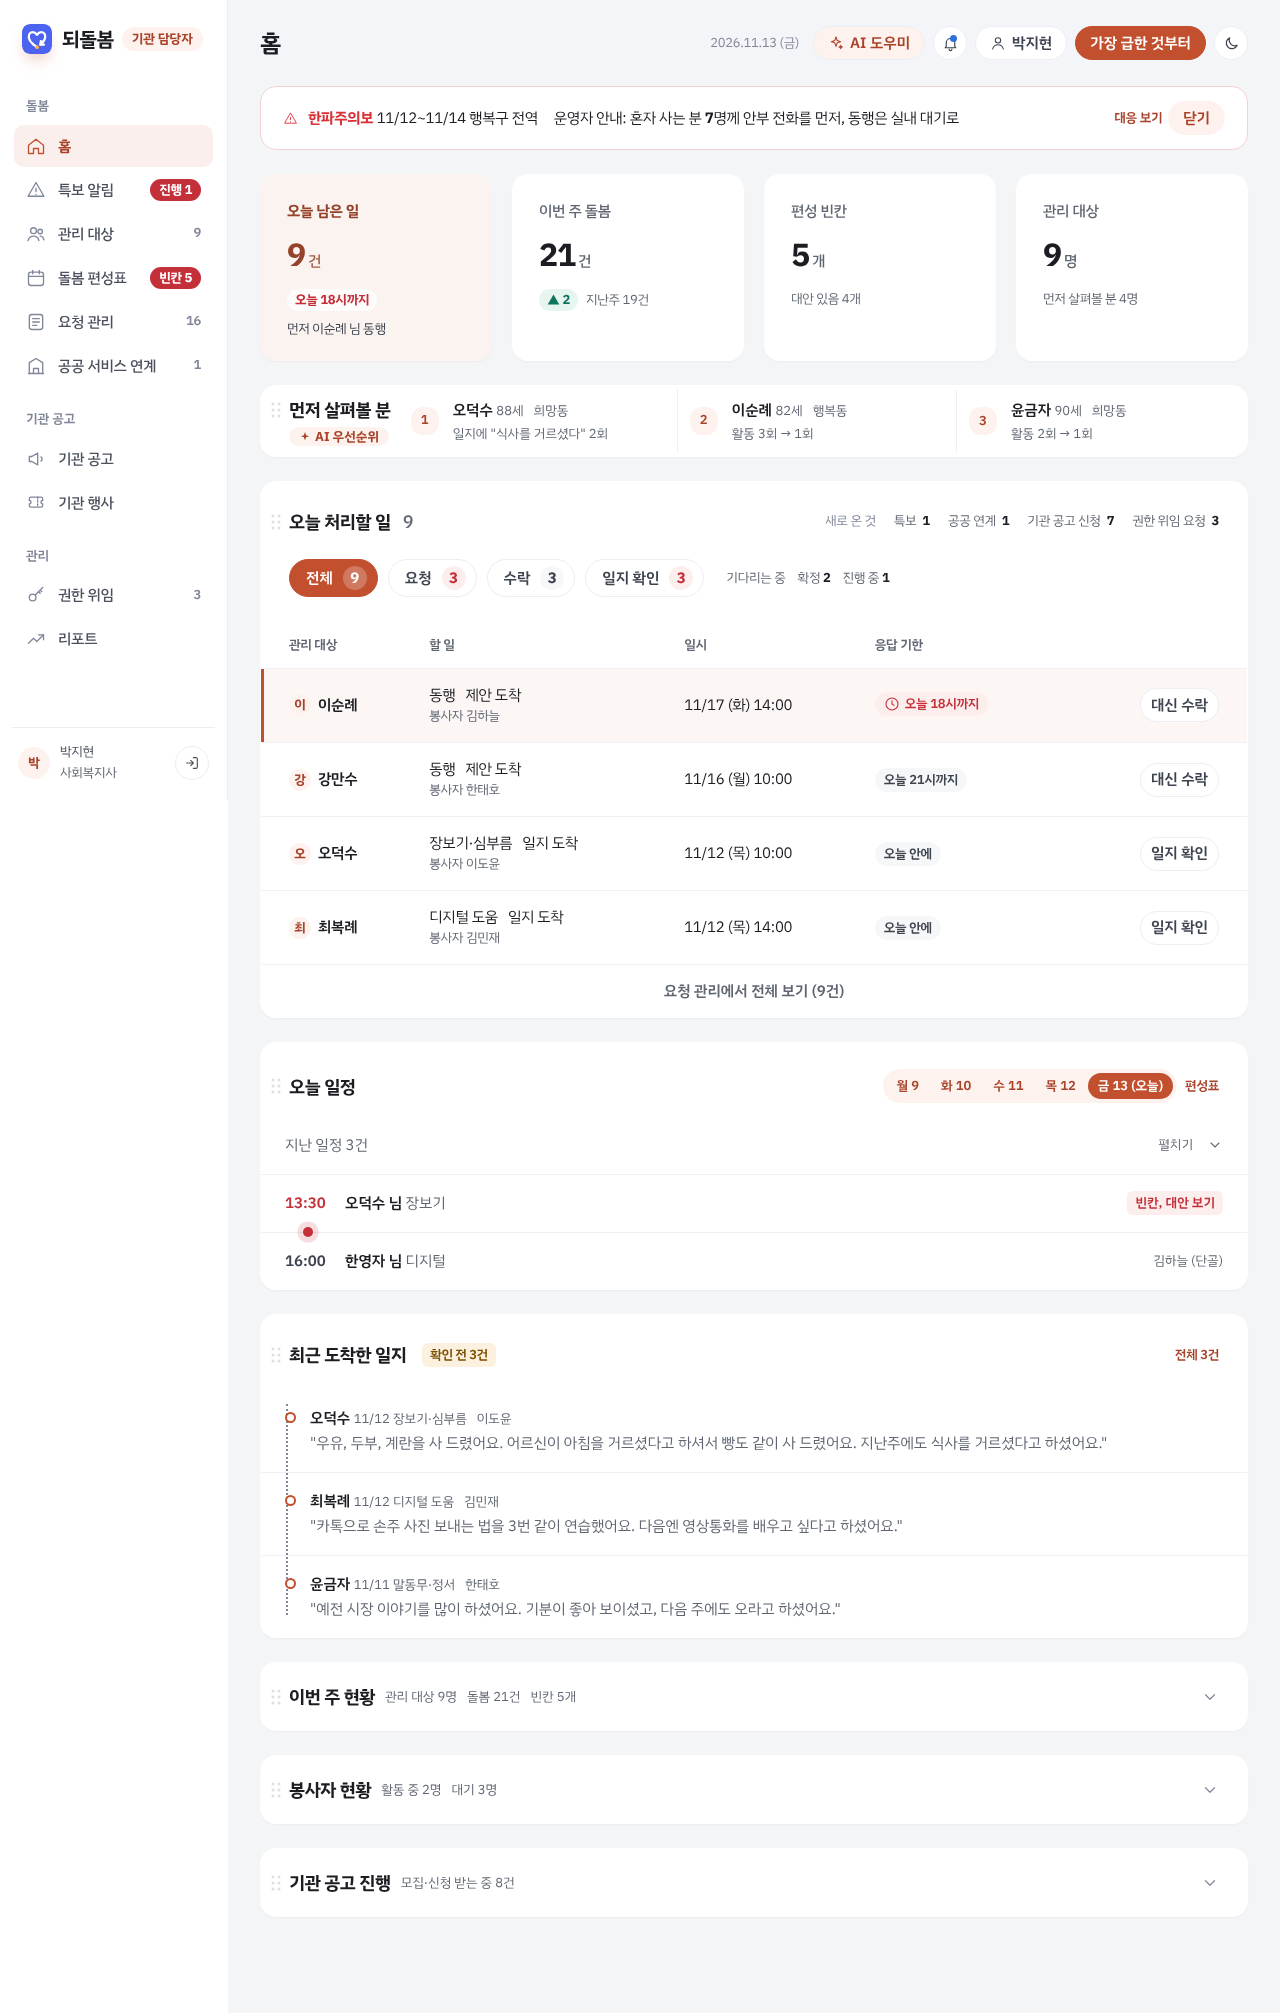 되돌봄 기관 담당자
돌봄
홈
특보 알림 진행 1
관리 대상 9
돌봄 편성표 빈칸 5
요청 관리 16
공공 서비스 연계 1
기관 공고
기관 공고
기관 행사
관리
권한 위임 3
리포트
박 박지현
사회복지사
홈
2026.11.13 (금) AI 도우미 박지현 가장 급한 것부터
한파주의보 11/12~11/14 행복구 전역 운영자 안내: 혼자 사는 분 7명께 안부 전화를 먼저, 동행은 실내 대기로 대응 보기 닫기
오늘 남은 일
9건
오늘 18시까지
먼저 이순례 님 동행
이번 주 돌봄
21건
▲ 2 지난주 19건
편성 빈칸
5개
대안 있음 4개
관리 대상
9명
먼저 살펴볼 분 4명
먼저 살펴볼 분
AI 우선순위
1 오덕수 88세 희망동
일지에 "식사를 거르셨다" 2회
2 이순례 82세 행복동
활동 3회 → 1회
3 윤금자 90세 희망동
활동 2회 → 1회
오늘 처리할 일 9
새로 온 것 특보 1 공공 연계 1 기관 공고 신청 7 권한 위임 요청 3
전체 9 요청 3 수락 3 일지 확인 3 기다리는 중 확정 2 진행 중 1
관리 대상 할 일 일시 응답 기한
이 이순례 동행 제안 도착 11/17 (화) 14:00 오늘 18시까지 대신 수락
봉사자 김하늘
강 강만수 동행 제안 도착 11/16 (월) 10:00 오늘 21시까지 대신 수락
봉사자 한태호
오 오덕수 장보기·심부름 일지 도착 11/12 (목) 10:00 오늘 안에 일지 확인
봉사자 이도윤
최 최복례 디지털 도움 일지 도착 11/12 (목) 14:00 오늘 안에 일지 확인
봉사자 김민재
요청 관리에서 전체 보기 (9건)
오늘 일정
월 9 화 10 수 11 목 12 금 13 (오늘) 편성표
지난 일정 3건 펼치기
13:30 오덕수 님 장보기 빈칸, 대안 보기
16:00 한영자 님 디지털 김하늘 (단골)
최근 도착한 일지 확인 전 3건 전체 3건
오덕수 11/12 장보기·심부름 이도윤
"우유, 두부, 계란을 사 드렸어요. 어르신이 아침을 거르셨다고 하셔서 빵도 같이 사 드렸어요. 지난주에도 식사를 거르셨다고 하셨어요."
최복례 11/12 디지털 도움 김민재
"카톡으로 손주 사진 보내는 법을 3번 같이 연습했어요. 다음엔 영상통화를 배우고 싶다고 하셨어요."
윤금자 11/11 말동무·정서 한태호
"예전 시장 이야기를 많이 하셨어요. 기분이 좋아 보이셨고, 다음 주에도 오라고 하셨어요."
이번 주 현황 관리 대상 9명 돌봄 21건 빈칸 5개
봉사자 현황 활동 중 2명 대기 3명
기관 공고 진행 모집·신청 받는 중 8건